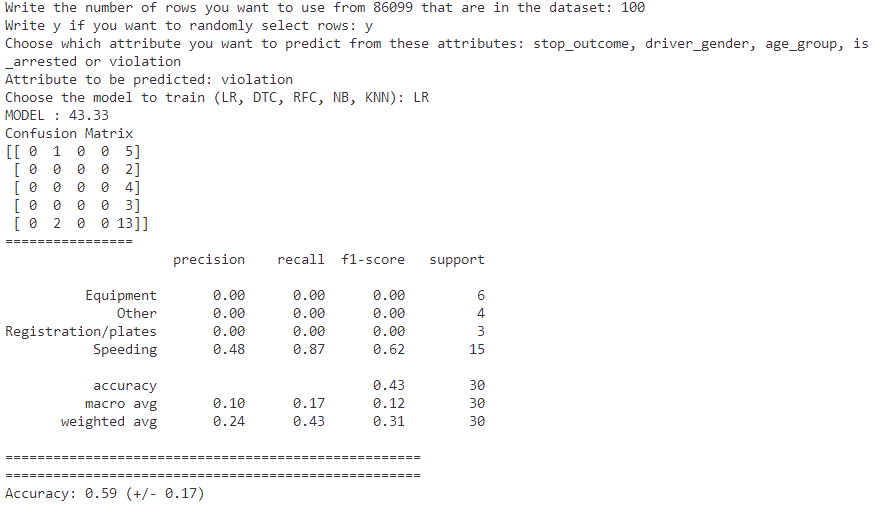 Write the number of rows you want to use from 86099 that are in the dataset: 100
Write y if you want to randomly select rows: y
Choose which attribute you want to predict from these attributes: stop_outcome, driver_gender, age_group, is
_arrested or violation
Attribute to be predicted: violation
Choose the model to train (LR, DTC, RFC, NB, KNN): LR
MODEL : 43.33
Confusion Matrix
[[ 0  1  0  0  5]
 [ 0  0  0  0  2]
 [ 0  0  0  0  4]
 [ 0  0  0  0  3]
 [ 0  2  0  0 13]]
================
precision    recall  f1-score   support
Equipment       0.00      0.00      0.00         6
Other       0.00      0.00      0.00         4
Registration/plates       0.00      0.00      0.00         3
Speeding       0.48      0.87      0.62        15
accuracy                           0.43        30
macro avg       0.10      0.17      0.12        30
weighted avg       0.24      0.43      0.31        30
====================================================
====================================================
Accuracy: 0.59 (+/- 0.17)